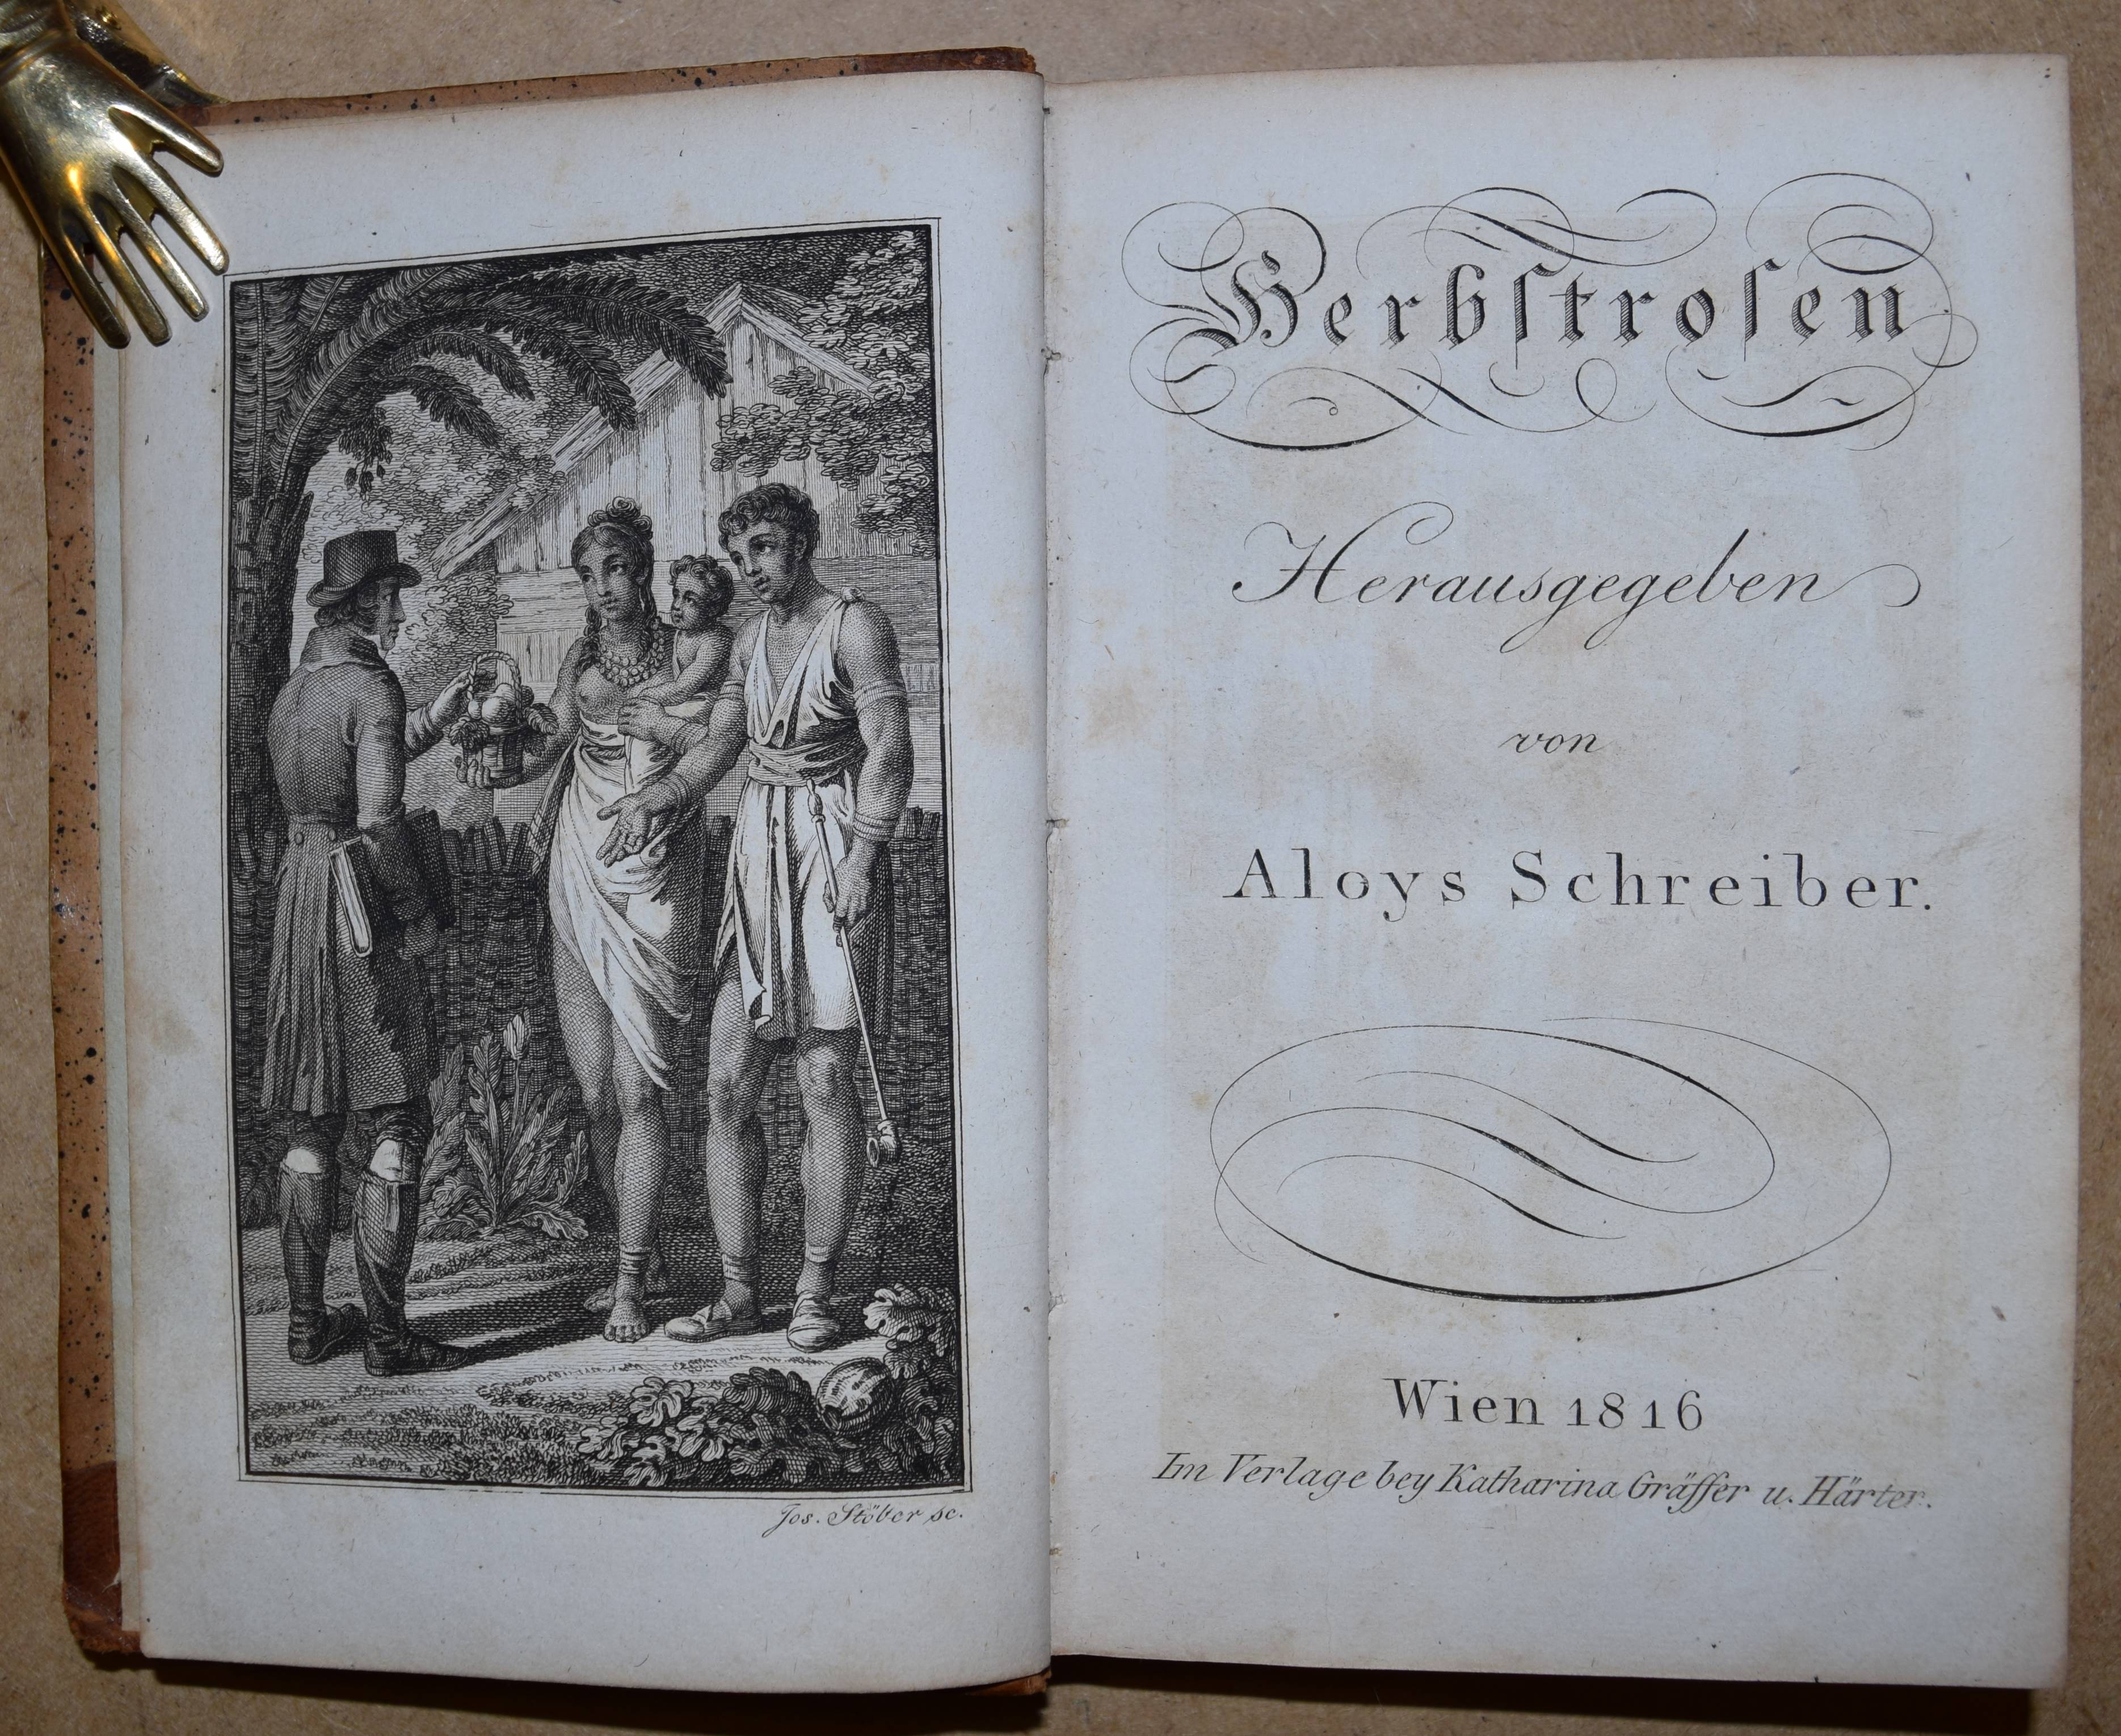 Jos. Stöber sc.
Herbſtroſen
Herausgegeben
von
Aloys Schreiber.
Wien 1816
Im Verlage bey Katharina Gräffer u. Härter.